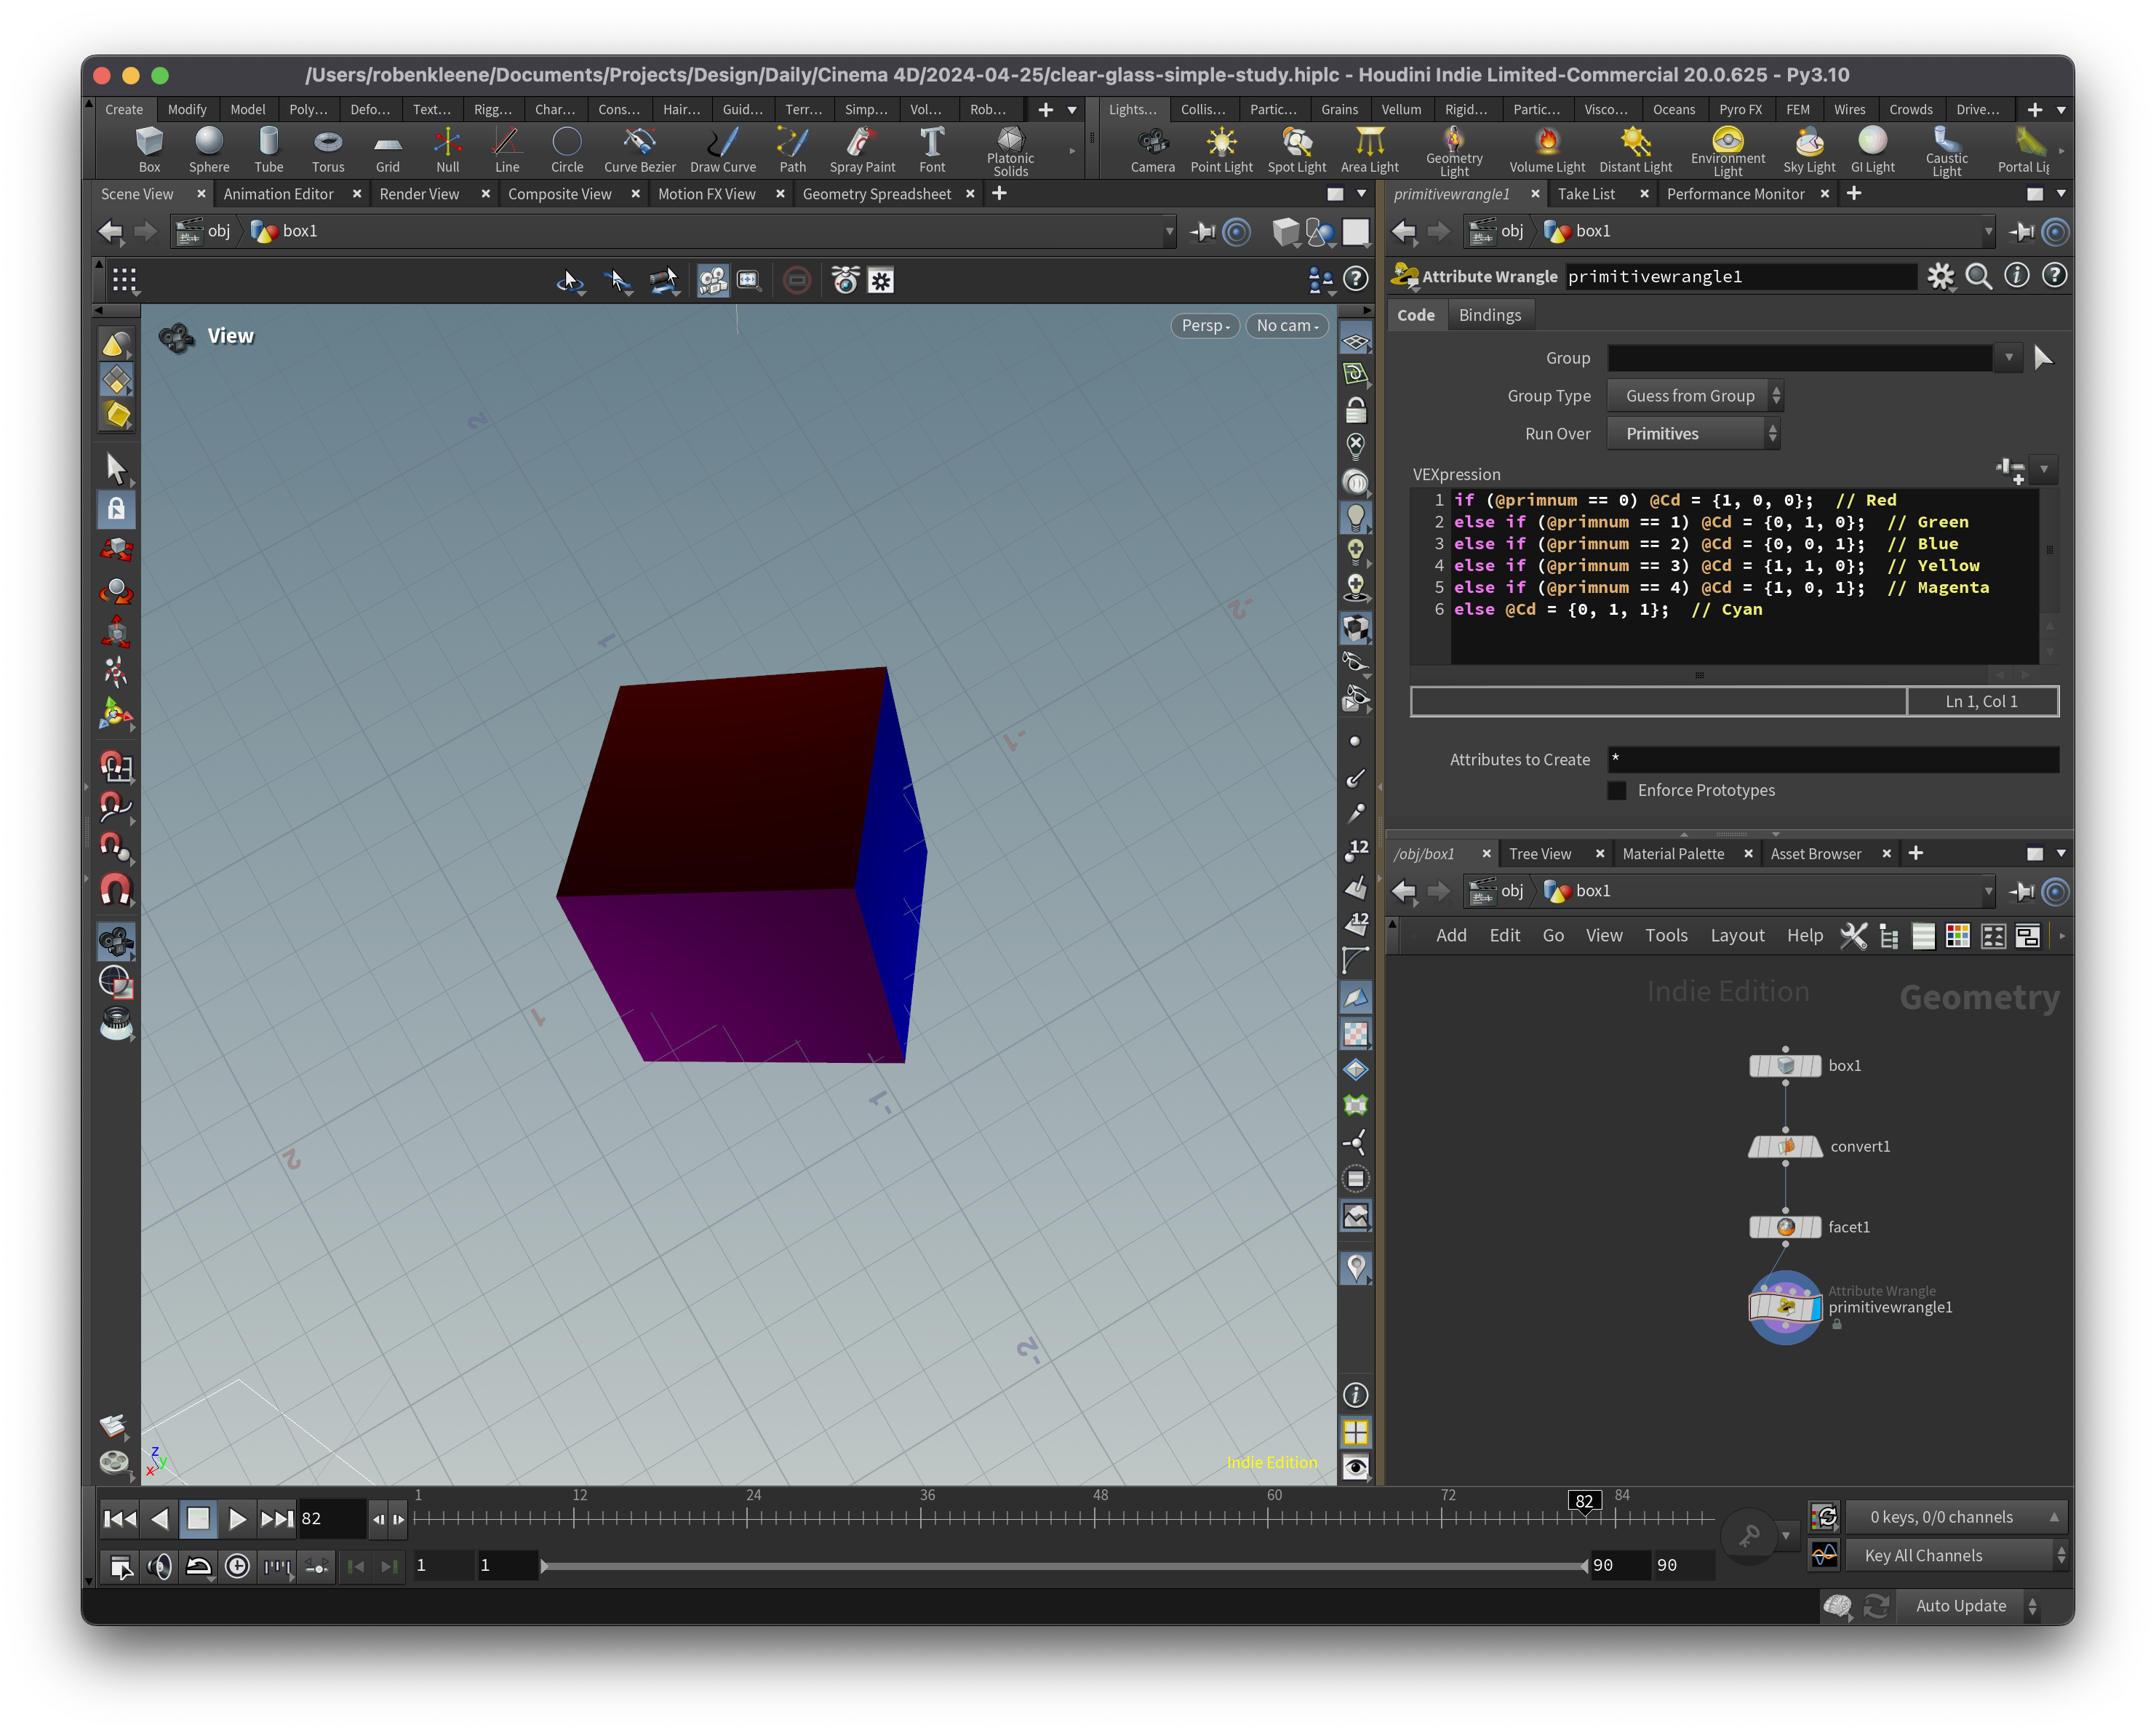 /Users/robenkleene/Documents/Projects/Design/Daily/Cinema 4D/2024-04-25/clear-glass-simple-study.hiplc - Houdini Indie Limited-Commercial 20.0.625 - Py3.10
Create Modify Model Poly... Defo... Text... Rigg... Char... Cons... Hair... Guid... Terr... Simp... Vol... Rob...
Lights... Collis... Partic... Grains Vellum Rigid... Partic... Visco... Oceans Pyro FX FEM Wires Crowds Drive...
Box Sphere Tube Torus Grid Null Line Circle Curve Bezier Draw Curve Path Spray Paint Font Platonic Solids
Camera Point Light Spot Light Area Light Geometry Light Volume Light Distant Light Environment Light Sky Light GI Light Caustic Light Portal Li
Scene View Animation Editor Render View Composite View Motion FX View Geometry Spreadsheet
primitivewrangle1 Take List Performance Monitor
obj box1
obj box1
Attribute Wrangle primitivewrangle1
Code Bindings
View
Persp No cam
Group
Group Type Guess from Group
Run Over Primitives
VEXpression
1 if (@primnum == 0) @Cd = {1, 0, 0};  // Red
2 else if (@primnum == 1) @Cd = {0, 1, 0};  // Green
3 else if (@primnum == 2) @Cd = {0, 0, 1};  // Blue
4 else if (@primnum == 3) @Cd = {1, 1, 0};  // Yellow
5 else if (@primnum == 4) @Cd = {1, 0, 1};  // Magenta
6 else @Cd = {0, 1, 1};  // Cyan
Ln 1, Col 1
Attributes to Create *
Enforce Prototypes
2
1
-2
-1
1
-1
2
-2
12
12
z
y
x
Indie Edition
/obj/box1 Tree View Material Palette Asset Browser
obj box1
Add Edit Go View Tools Layout Help
Indie Edition Geometry
box1
convert1
facet1
Attribute Wrangle
primitivewrangle1
82
1 12 24 36 48 60 72 82 84
0 keys, 0/0 channels
1 1 90 90
Key All Channels
Auto Update